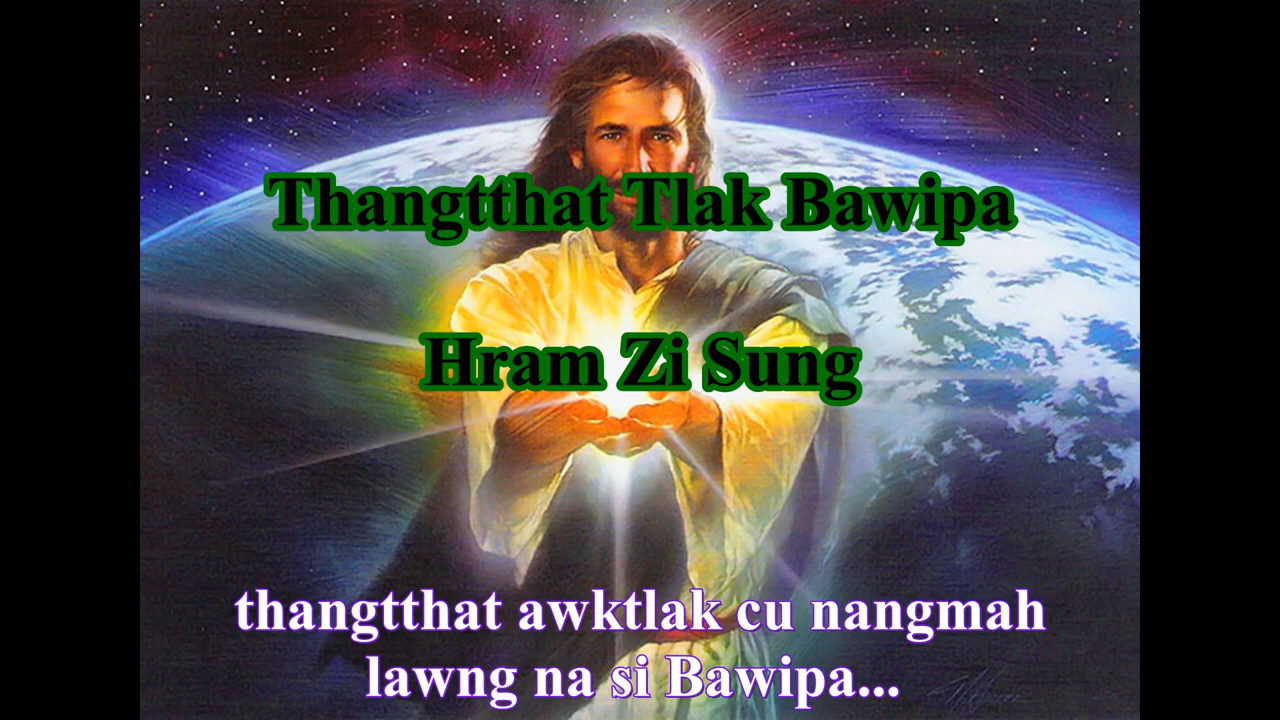 Thangtthat Tlak Bawipa
Hram Zi Sung
thangtthat awktlak cu nangmah
lawng na si Bawipa...